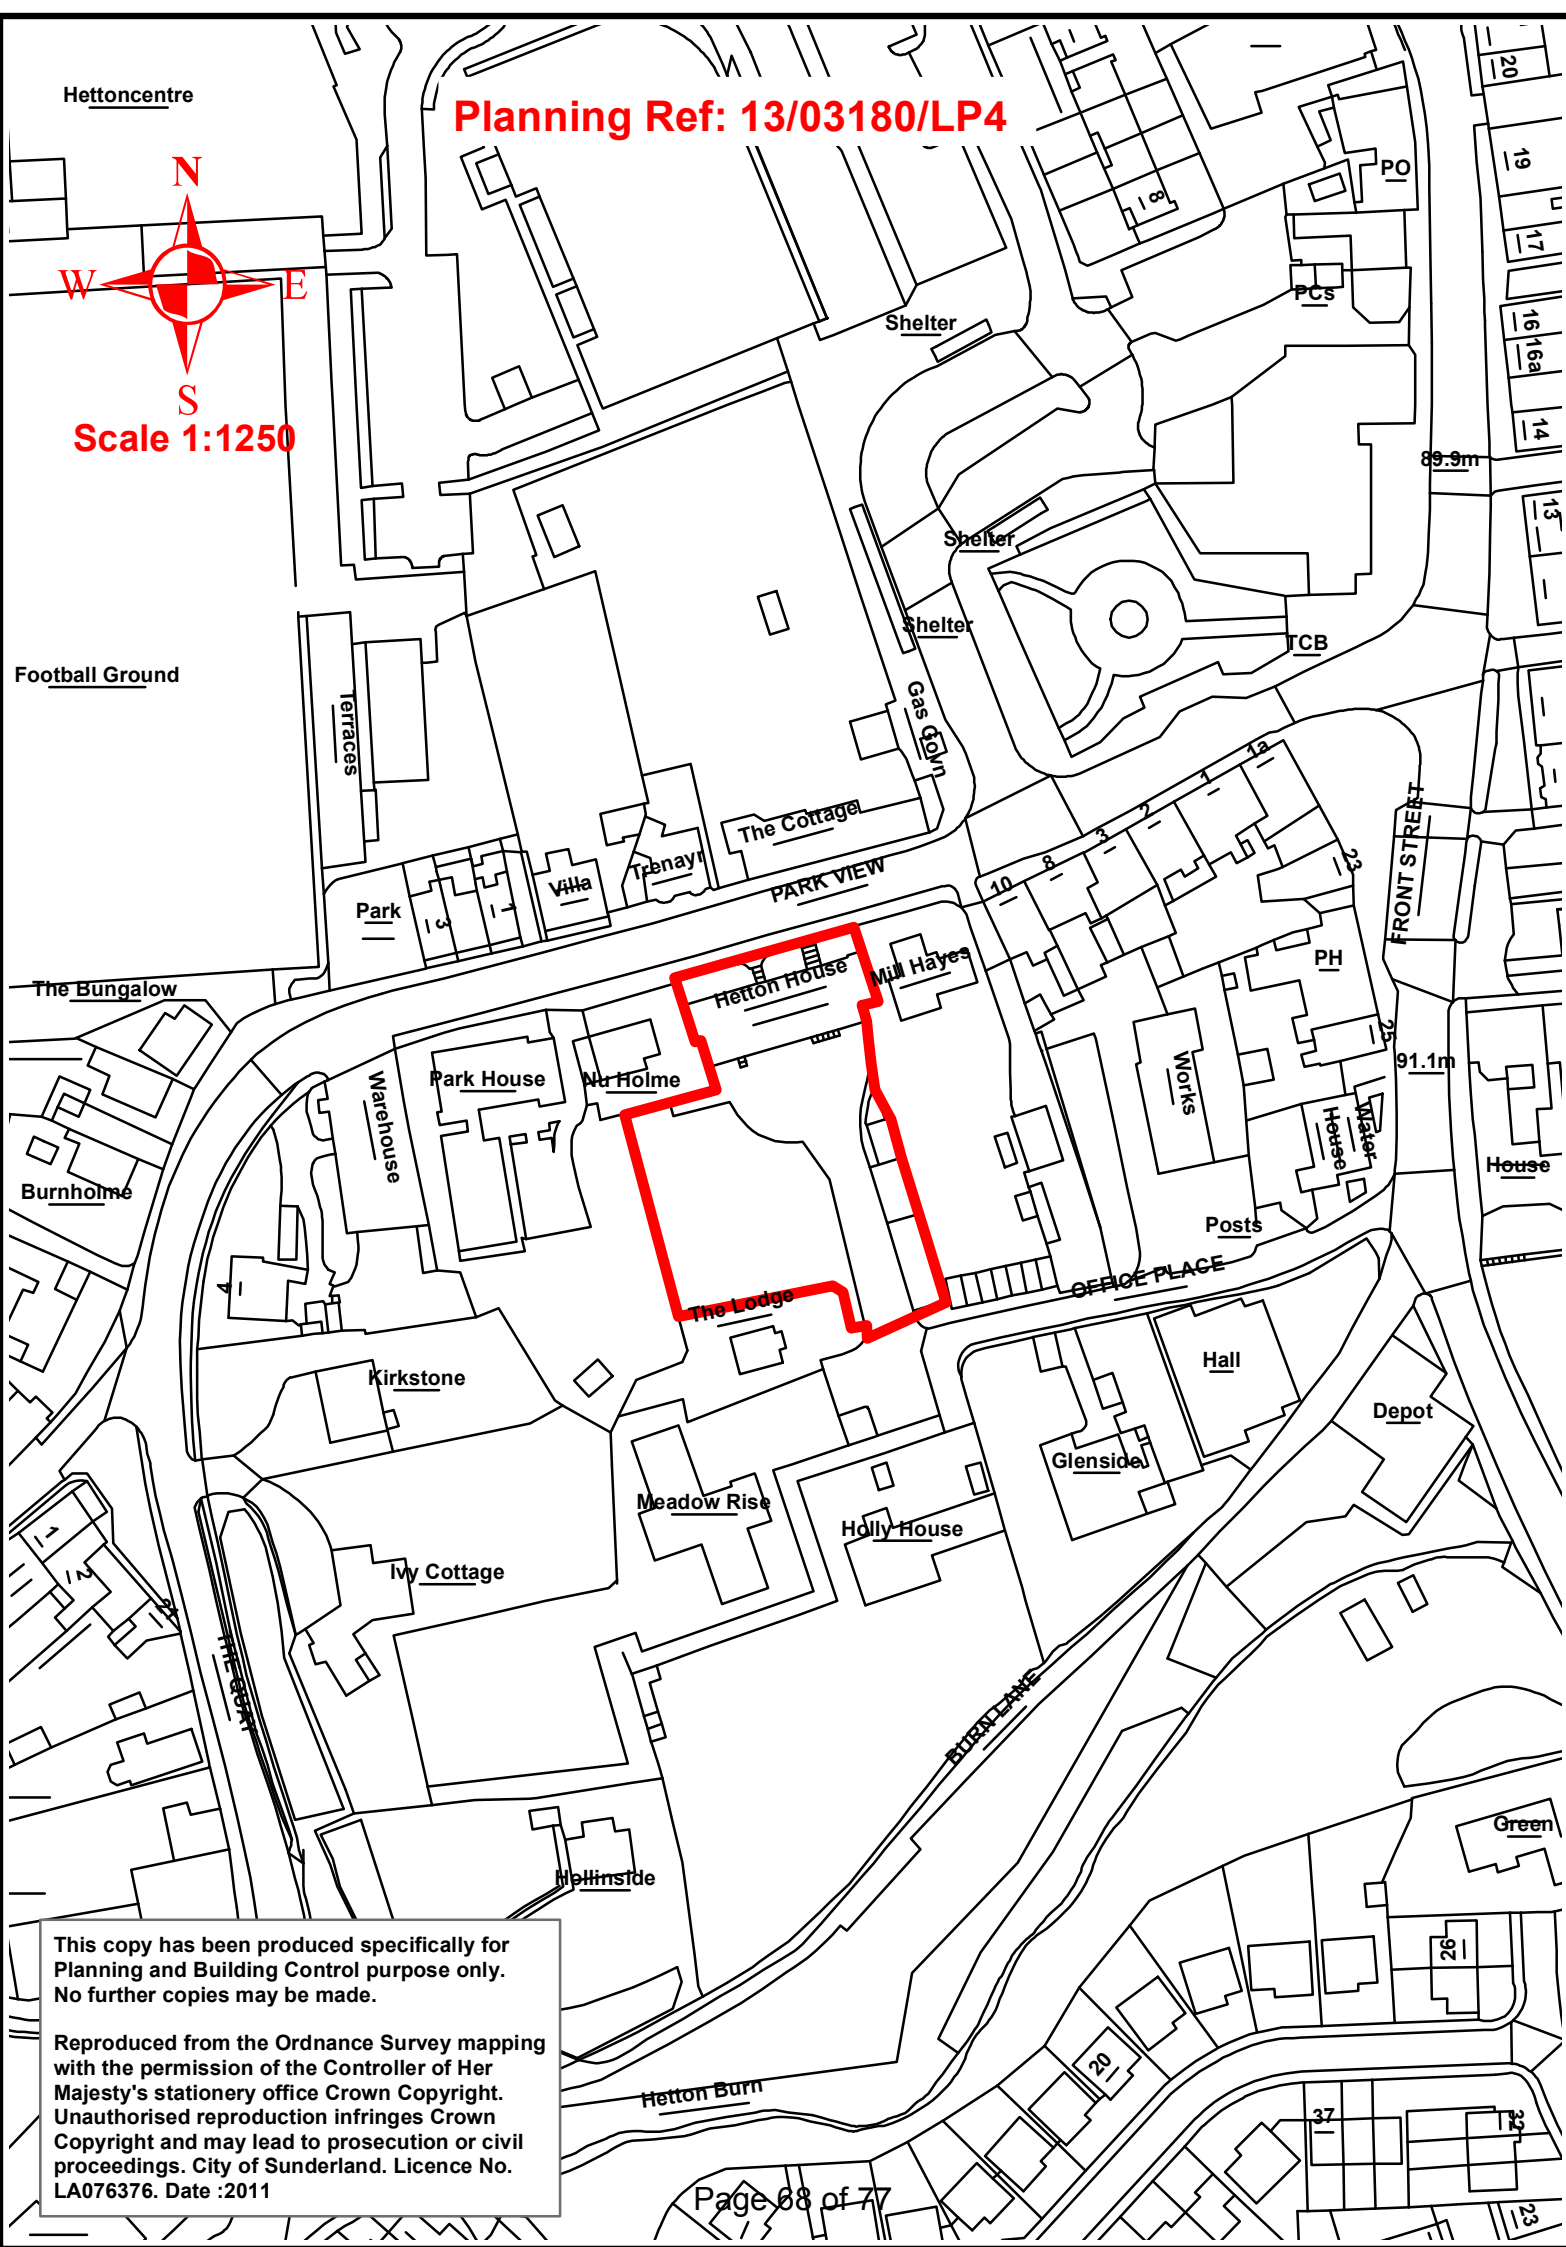 Hettoncentre
Planning Ref: 13/03180/LP4
N
W
E
S
Scale 1:1250
20
19
PO
8
17
PCs
16
16a
Shelter
14
89.9m
13
Shelter
Shelter
TCB
Football Ground
Terraces
Gas Govn
1a
1
2
3
8
10
The Cottage
Trenayr
Villa
PARK VIEW
FRONT STREET
23
Park
3
1
PH
Hetton House
Mill Hayes
The Bungalow
25
91.1m
Warehouse
Park House
Nu Holme
Works
Water
House
House
Burnholme
Posts
4
OFFICE PLACE
The Lodge
Kirkstone
Hall
Depot
Glenside
Meadow Rise
Holly House
1
2
21
Ivy Cottage
THE QUAY
BURN LANE
Green
Hollinside
26
20
Hetton Burn
37
32
23
This copy has been produced specifically for
Planning and Building Control purpose only.
No further copies may be made.
Reproduced from the Ordnance Survey mapping
with the permission of the Controller of Her
Majesty's stationery office Crown Copyright.
Unauthorised reproduction infringes Crown
Copyright and may lead to prosecution or civil
proceedings. City of Sunderland. Licence No.
LA076376. Date :2011
Page 68 of 77